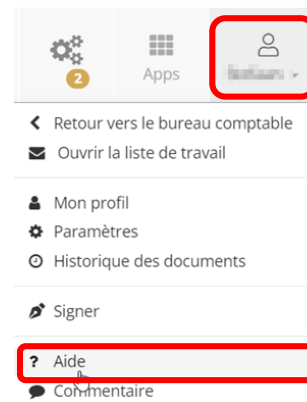 2
Apps
Retour vers le bureau comptable
Ouvrir la liste de travail
Mon profil
Paramètres
Historique des documents
Signer
? Aide
Commentaire